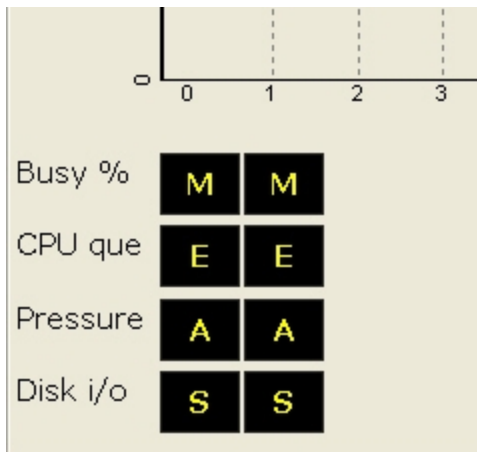 0
0 1 2 3
Busy % M M
CPU que E E
Pressure A A
Disk i/o S S